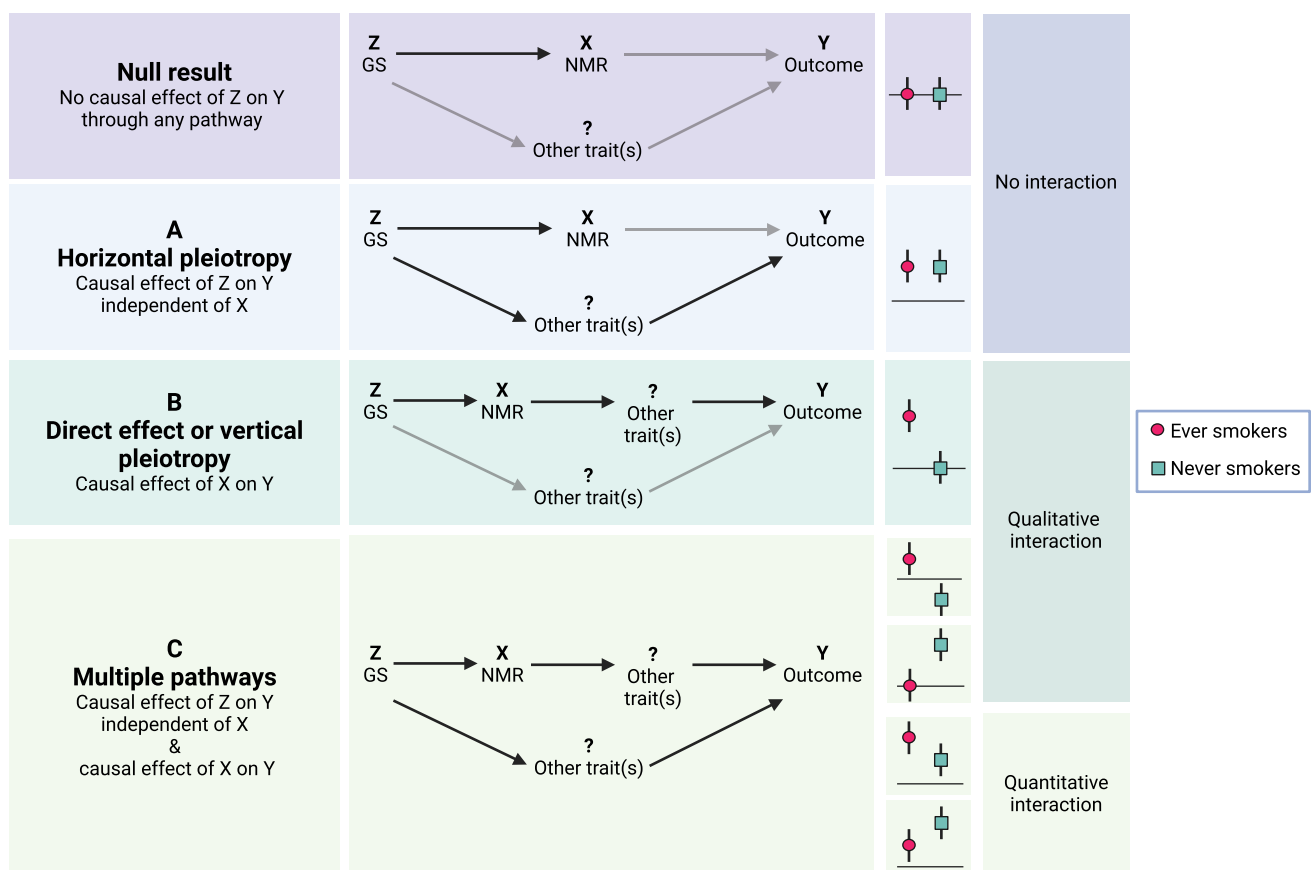 Null result
No causal effect of Z on Y
through any pathway
Z
GS
X
NMR
Y
Outcome
?
Other trait(s)
A
Horizontal pleiotropy
Causal effect of Z on Y
independent of X
Z
GS
X
NMR
Y
Outcome
?
Other trait(s)
No interaction
B
Direct effect or vertical
pleiotropy
Causal effect of X on Y
Z
GS
X
NMR
?
Other
trait(s)
Y
Outcome
?
Other trait(s)
Qualitative
interaction
C
Multiple pathways
Causal effect of Z on Y
independent of X
&
causal effect of X on Y
Z
GS
X
NMR
?
Other
trait(s)
Y
Outcome
?
Other trait(s)
Quantitative
interaction
Ever smokers
Never smokers